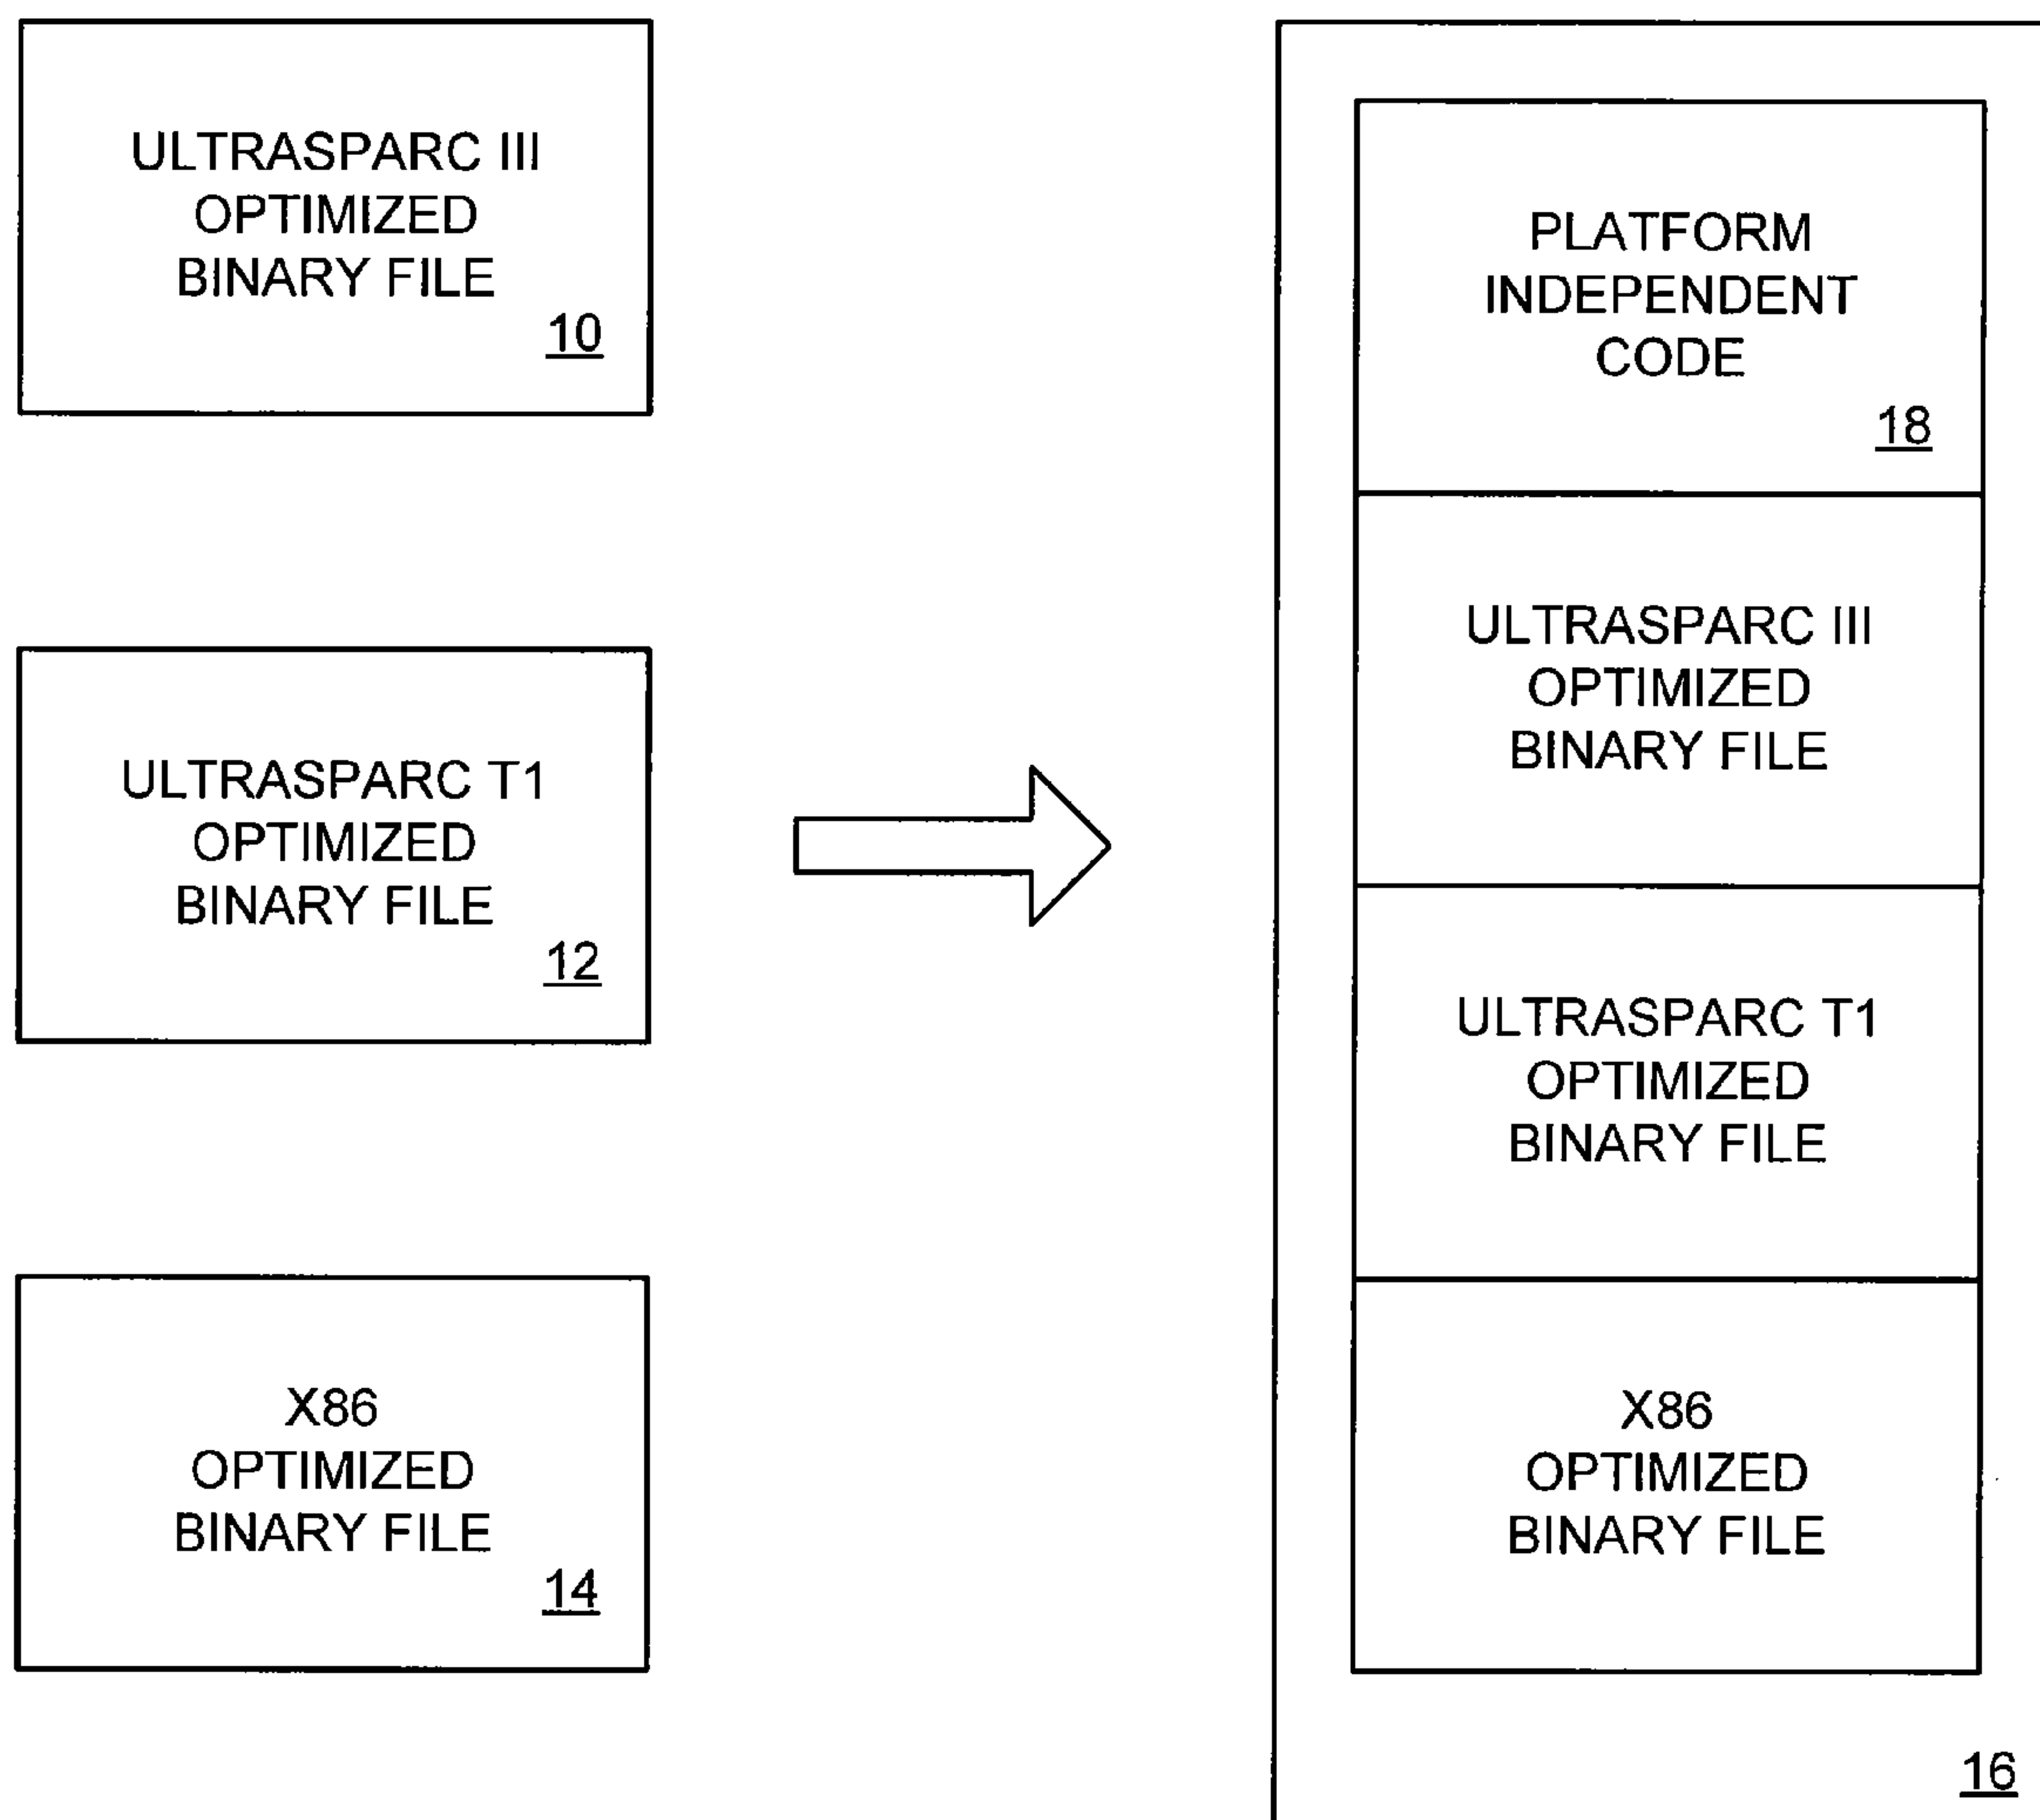 ULTRASPARC III
OPTIMIZED
BINARY FILE
10
ULTRASPARC T1
OPTIMIZED
BINARY FILE
12
X86
OPTIMIZED
BINARY FILE
14
PLATFORM
INDEPENDENT
CODE
18
ULTRASPARC III
OPTIMIZED
BINARY FILE
ULTRASPARC T1
OPTIMIZED
BINARY FILE
X86
OPTIMIZED
BINARY FILE
16